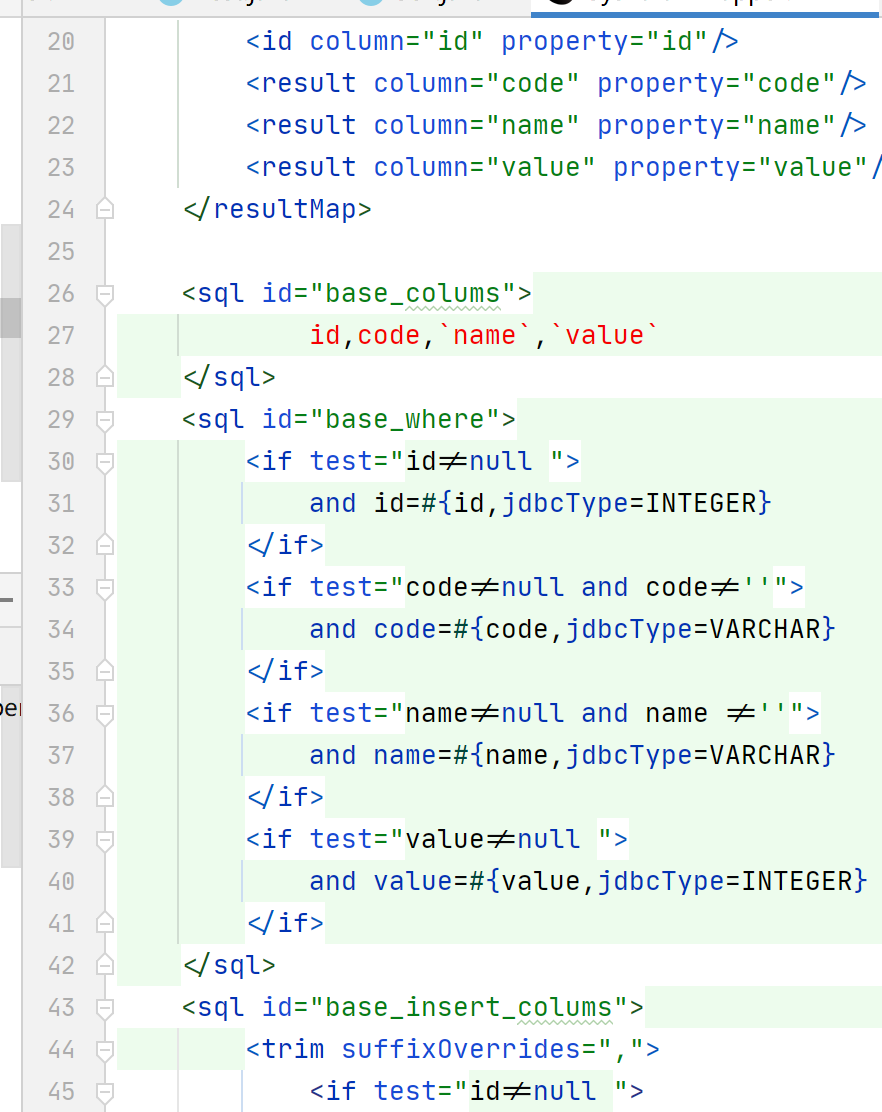 20 <id column="id" property="id"/>
21 <result column="code" property="code"/>
22 <result column="name" property="name"/>
23 <result column="value" property="value"/
24 </resultMap>
25
26 <sql id="base_colums">
27 id,code,`name`,`value`
28 </sql>
29 <sql id="base_where">
30 <if test="id!=null ">
31 and id=#{id,jdbcType=INTEGER}
32 </if>
33 <if test="code!=null and code!=''">
34 and code=#{code,jdbcType=VARCHAR}
35 </if>
36 <if test="name!=null and name !=''">
37 and name=#{name,jdbcType=VARCHAR}
38 </if>
39 <if test="value!=null ">
40 and value=#{value,jdbcType=INTEGER}
41 </if>
42 </sql>
43 <sql id="base_insert_colums">
44 <trim suffixOverrides=",">
45 <if test="id!=null ">